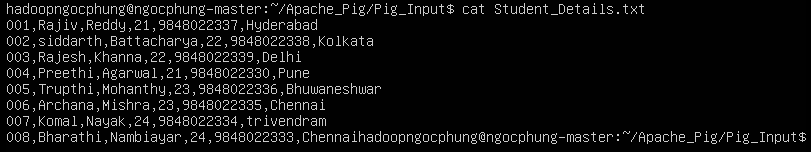 hadoopngocphung@ngocphung-master:~/Apache_Pig/Pig_Input$ cat Student_Details.txt
001,Rajiv,Reddy,21,9848022337,Hyderabad
002,siddarth,Battacharya,22,9848022338,Kolkata
003,Rajesh,Khanna,22,9848022339,Delhi
004,Preethi,Agarwal,21,9848022330,Pune
005,Trupthi,Mohanthy,23,9848022336,Bhuwaneshwar
006,Archana,Mishra,23,9848022335,Chennai
007,Komal,Nayak,24,9848022334,trivendram
008,Bharathi,Nambiayar,24,9848022333,Chennaihadoopngocphung@ngocphung-master:~/Apache_Pig/Pig_Input$